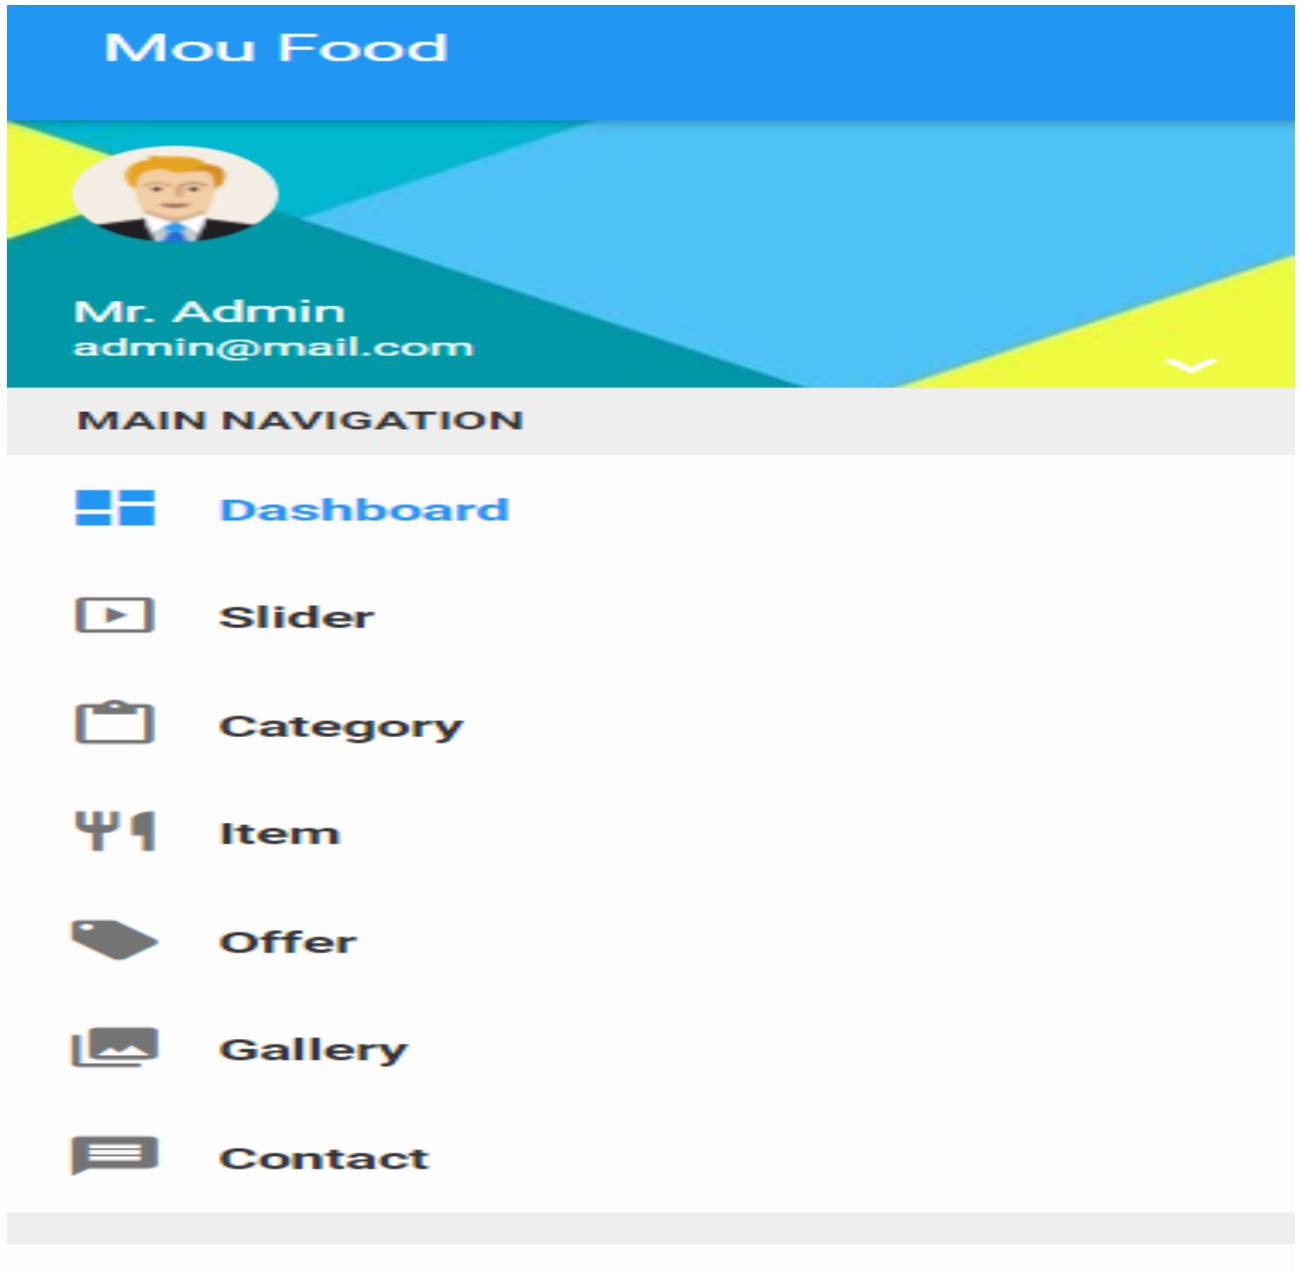 Mou Food
Mr. Admin
admin@mail.com
MAIN NAVIGATION
Dashboard
Slider
Category
Item
Offer
Gallery
Contact